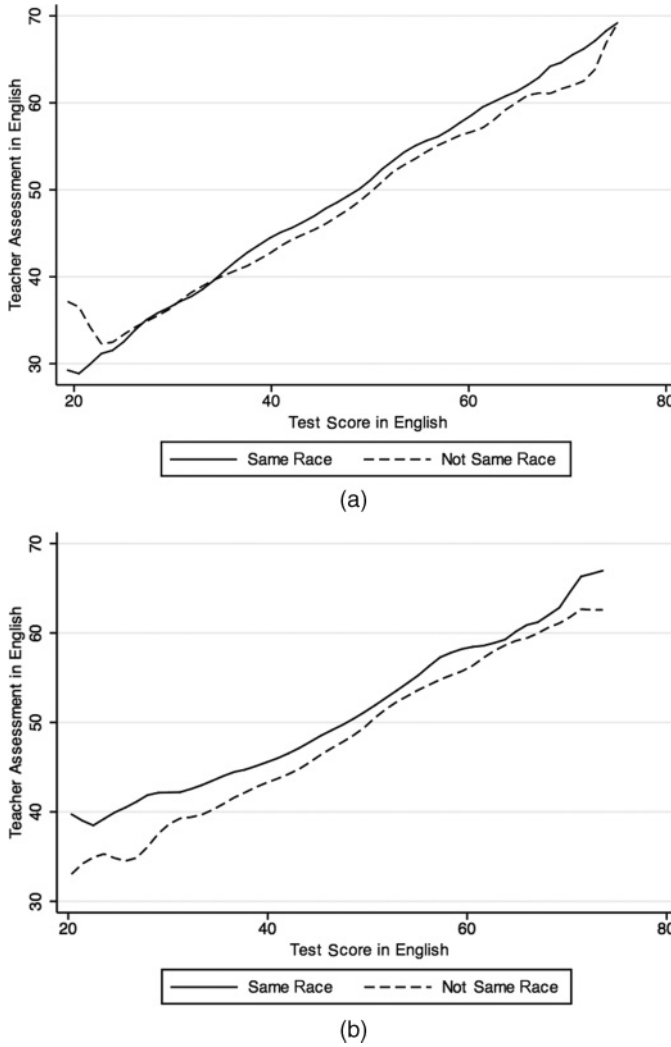 70
60
50
40
30
Teacher Assessment in English
20 40 60 80
Test Score in English
Same Race Not Same Race
(a)
70
60
50
40
30
Teacher Assessment in English
20 40 60 80
Test Score in English
Same Race Not Same Race
(b)